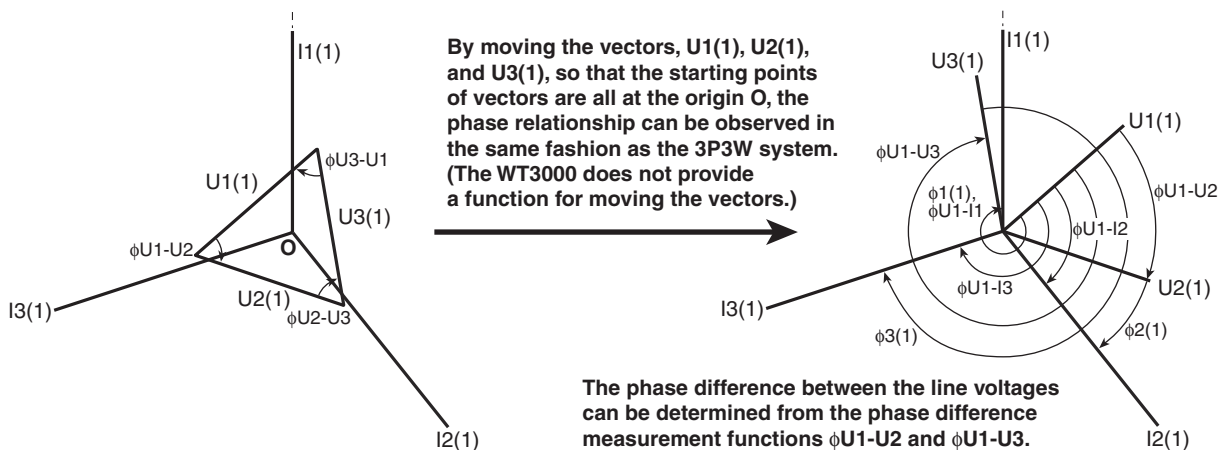 I1(1)
ϕU3-U1
U1(1)
U3(1)
ϕU1-U2
O
U2(1)
I3(1)
ϕU2-U3
I2(1)
By moving the vectors, U1(1), U2(1),
and U3(1), so that the starting points
of vectors are all at the origin O, the
phase relationship can be observed in
the same fashion as the 3P3W system.
(The WT3000 does not provide
a function for moving the vectors.)
I1(1)
U3(1)
U1(1)
ϕU1-U3
ϕ1(1),
ϕU1-I1
ϕU1-U2
ϕU1-I2
ϕU1-I3
U2(1)
I3(1)
ϕ3(1)
ϕ2(1)
I2(1)
The phase difference between the line voltages
can be determined from the phase difference
measurement functions ϕU1-U2 and ϕU1-U3.